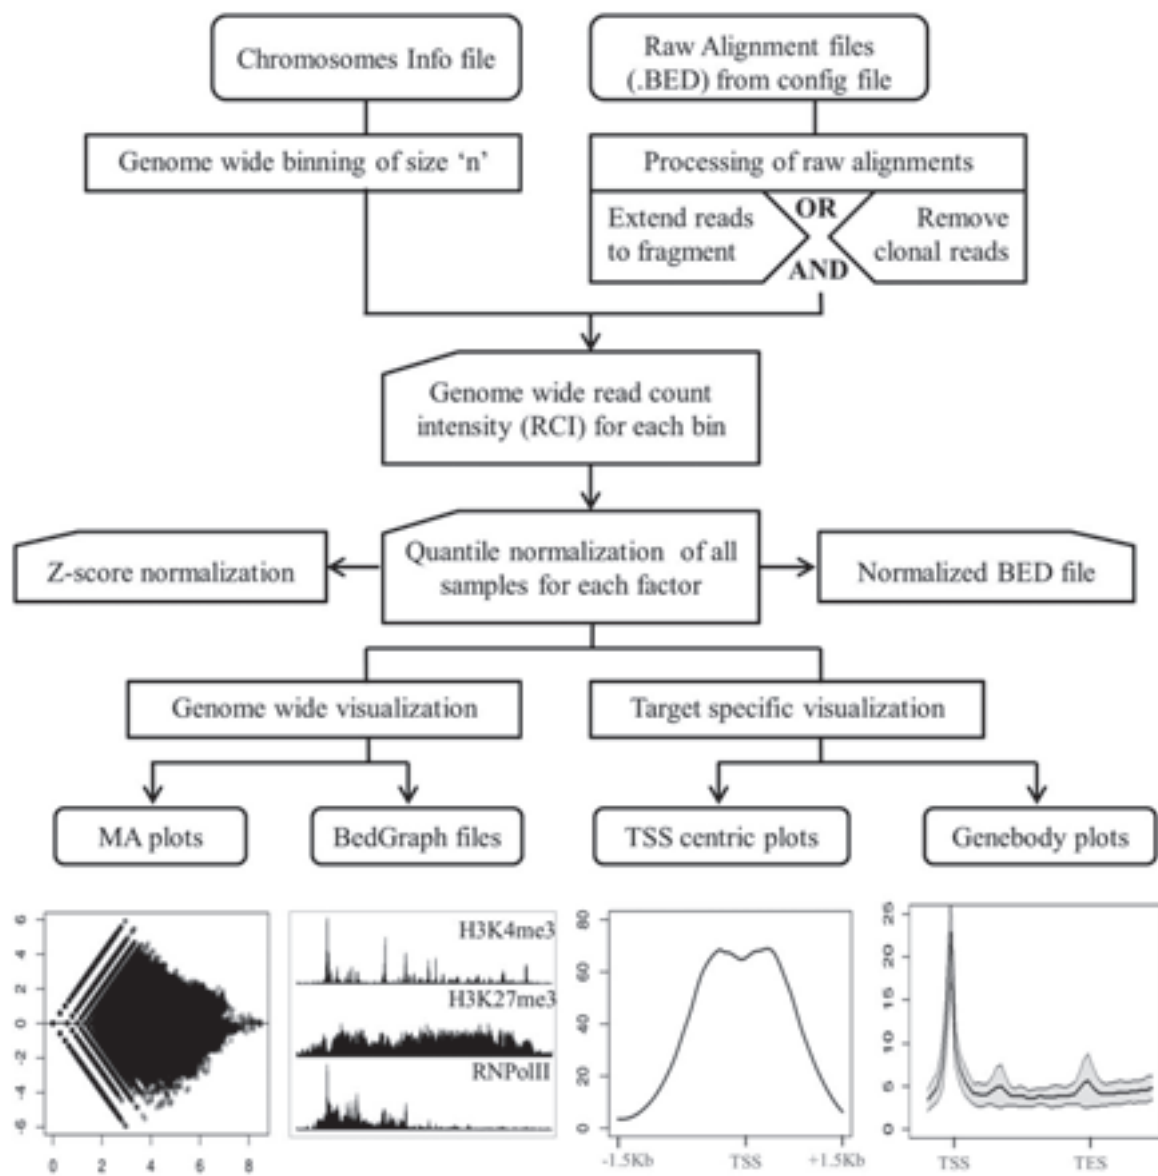 Chromosomes Info file
Raw Alignment files
(.BED) from config file
Genome wide binning of size ‘n’
Processing of raw alignments
Extend reads
to fragment
OR
AND
Remove
clonal reads
Genome wide read count
intensity (RCI) for each bin
Z-score normalization
Quantile normalization of all
samples for each factor
Normalized BED file
Genome wide visualization
Target specific visualization
MA plots
BedGraph files
TSS centric plots
Genebody plots
6
4
2
0
-2
-4
-6
0 2 4 6 8
H3K4me3
H3K27me3
RNPolII
80
60
40
20
0
-1.5Kb TSS +1.5Kb
25
20
15
10
5
0
TSS TES